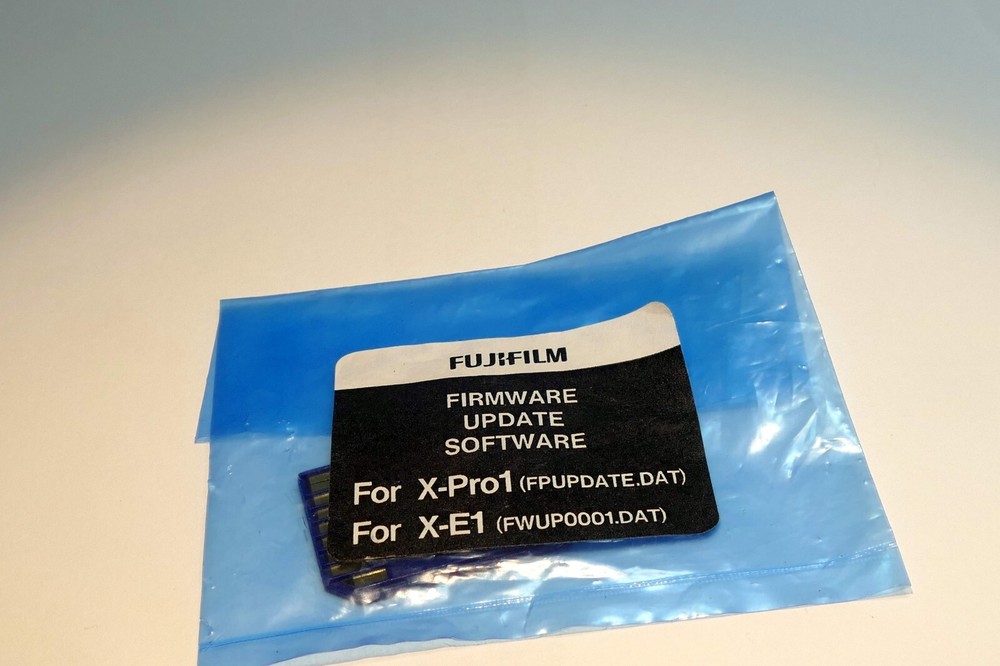 FUJIFILM
FIRMWARE
UPDATE
SOFTWARE
For X-Pro1 (FPUPDATE.DAT)
For X-E1 (FWUP0001.DAT)